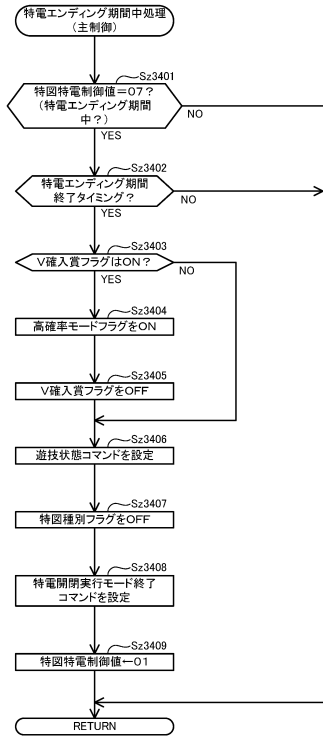 特電エンディング期間中処理
（主制御）
Sz3401
特図特電制御値＝07？
（特電エンディング期間
中？）
NO
YES
Sz3402
特電エンディング期間
終了タイミング？
NO
YES
Sz3403
V確入賞フラグはON？
NO
YES
Sz3404
高確率モードフラグをON
Sz3405
V確入賞フラグをOFF
Sz3406
遊技状態コマンドを設定
Sz3407
特図種別フラグをOFF
Sz3408
特電開閉実行モード終了
コマンドを設定
Sz3409
特図特電制御値←01
RETURN